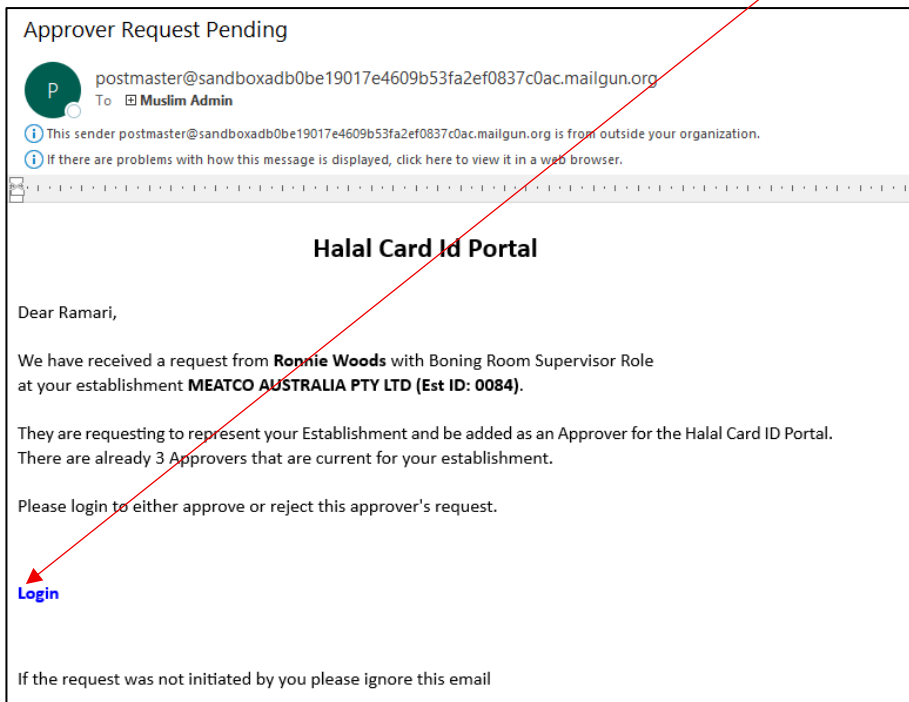 Approver Request Pending
P
postmaster@sandboxadb0be19017e4609b53fa2ef0837c0ac.mailgun.org
To Muslim Admin
This sender postmaster@sandboxadb0be19017e4609b53fa2ef0837c0ac.mailgun.org is from outside your organization.
If there are problems with how this message is displayed, click here to view it in a web browser.
Halal Card Id Portal
Dear Ramari,
We have received a request from Ronnie Woods with Boning Room Supervisor Role
at your establishment MEATCO AUSTRALIA PTY LTD (Est ID: 0084).
They are requesting to represent your Establishment and be added as an Approver for the Halal Card ID Portal.
There are already 3 Approvers that are current for your establishment.
Please login to either approve or reject this approver's request.
Login
If the request was not initiated by you please ignore this email